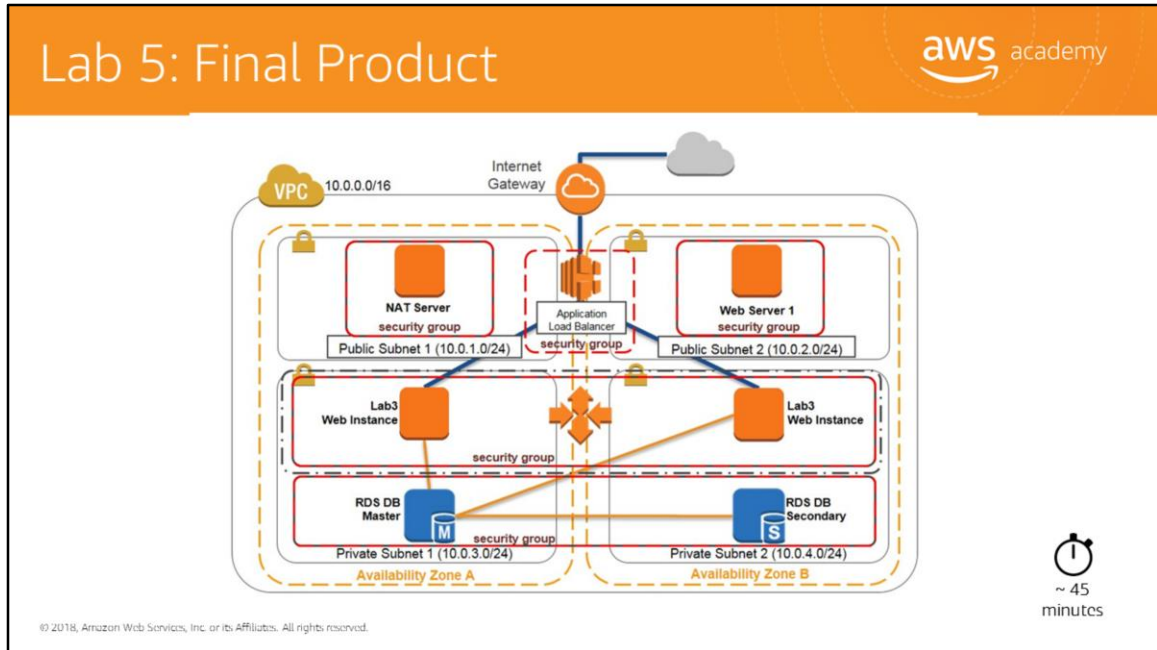 Lab 5: Final Product
aws academy
Internet
Gateway
VPC
10.0.0.0/16
NAT Server
security group
Public Subnet 1 (10.0.1.0/24)
Application
Load Balancer
security group
Web Server 1
security group
Public Subnet 2 (10.0.2.0/24)
Lab3
Web Instance
Lab3
Web Instance
security group
RDS DB
Master
M
RDS DB
Secondary
S
security group
Private Subnet 1 (10.0.3.0/24)
Private Subnet 2 (10.0.4.0/24)
Availability Zone A
Availability Zone B
~ 45
minutes
© 2018, Amazon Web Services, Inc. or its Affiliates. All rights reserved.